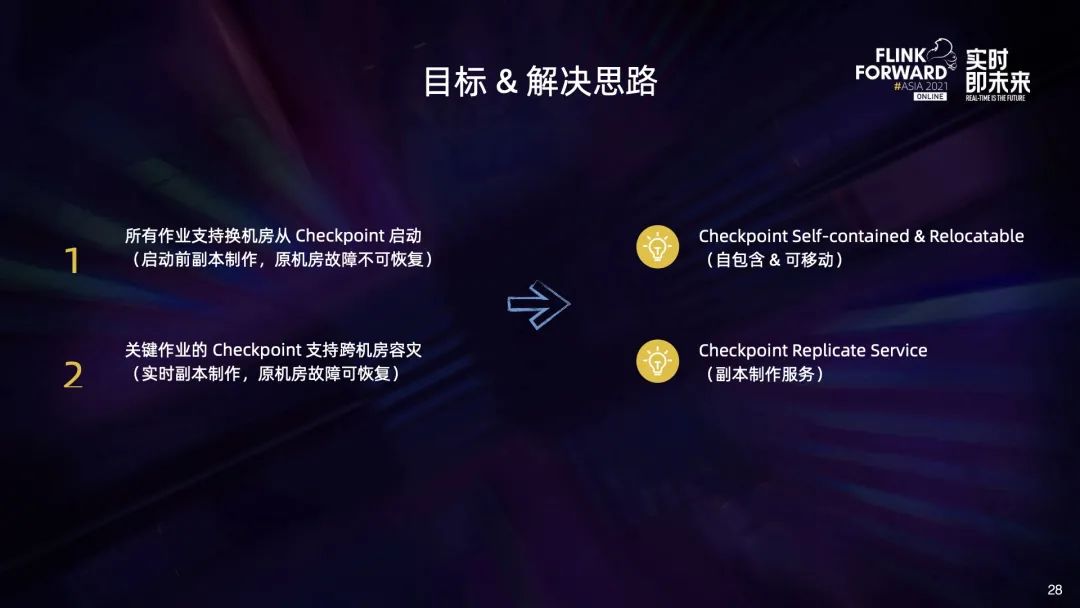 目标 & 解决思路
FLINK
FORWARD
#ASIA 2021
ONLINE
实时
即未来
REAL-TIME IS THE FUTURE
1
所有作业支持换机房从 Checkpoint 启动
（启动前副本制作，原机房故障不可恢复）
2
关键作业的 Checkpoint 支持跨机房容灾
（实时副本制作，原机房故障可恢复）
Checkpoint Self-contained & Relocatable
（自包含 & 可移动）
Checkpoint Replicate Service
（副本制作服务）
28